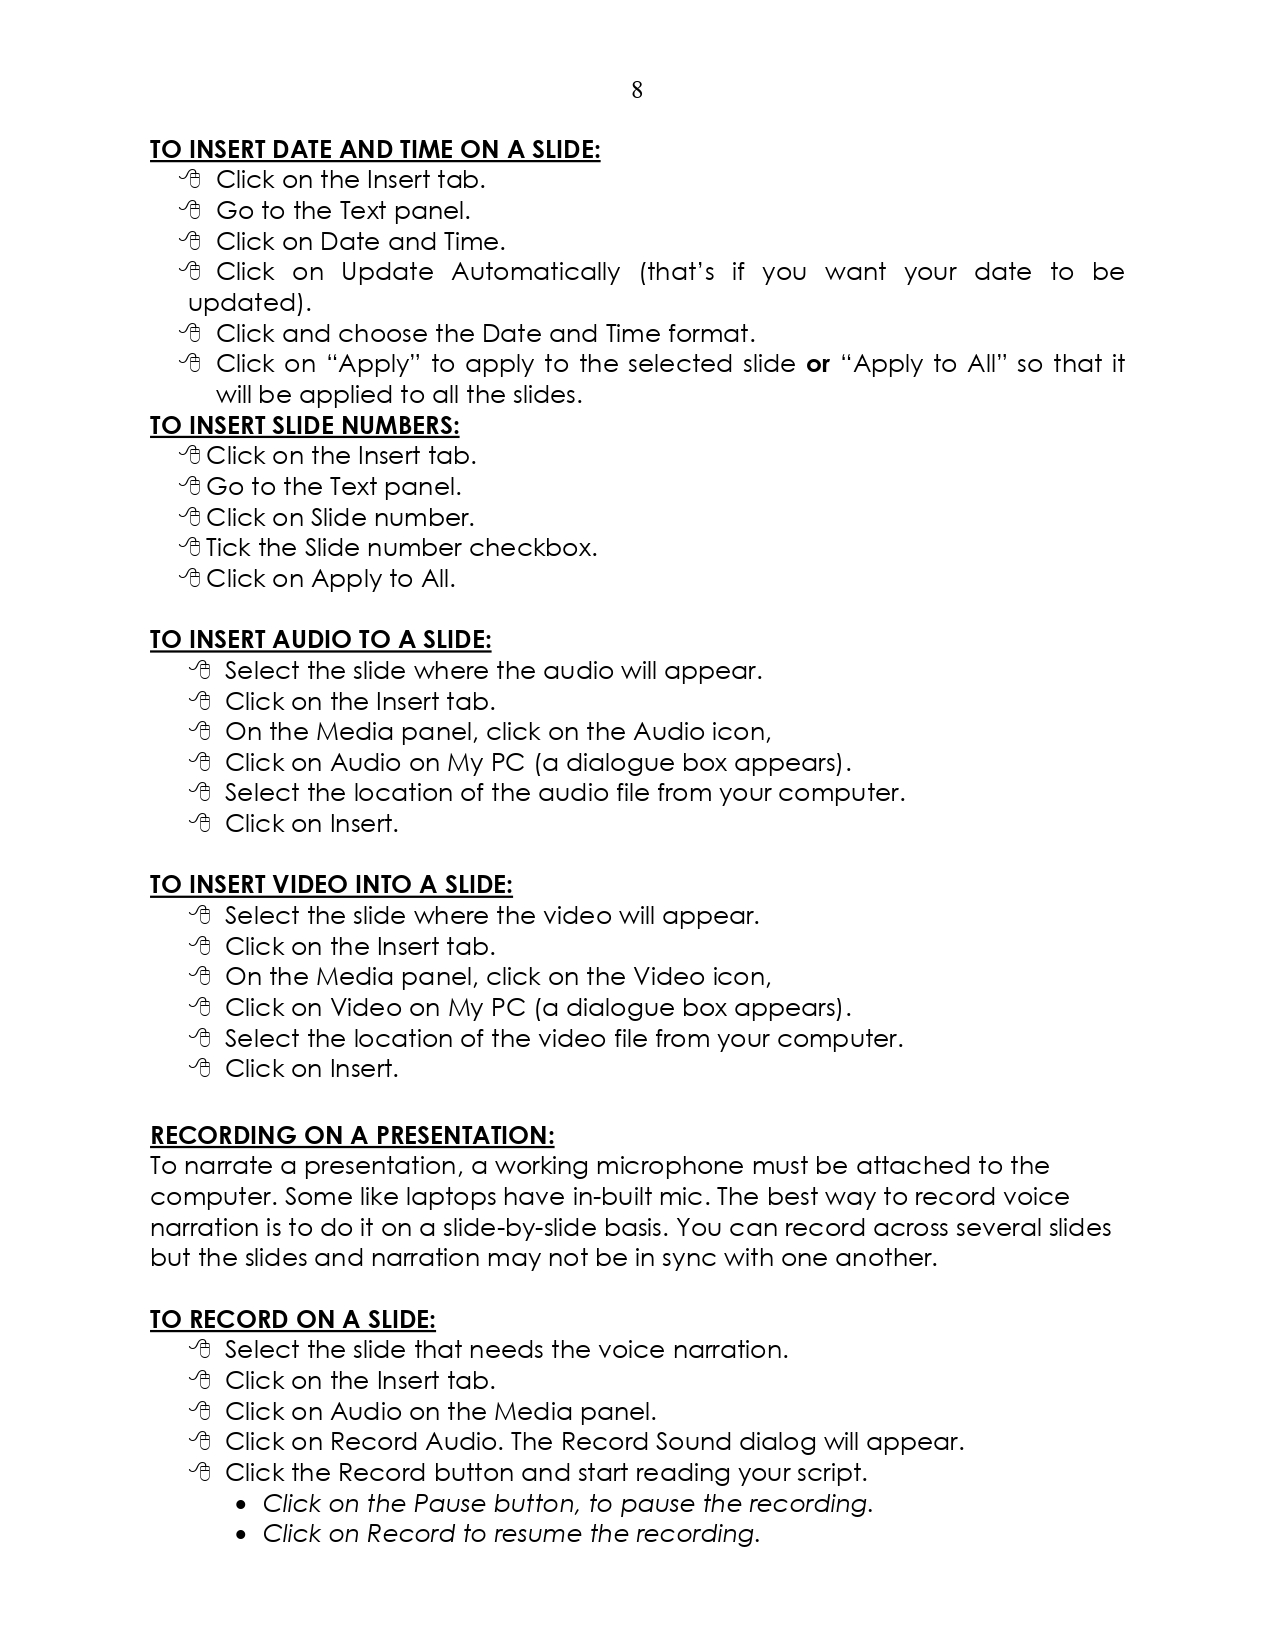 8
TO INSERT DATE AND TIME ON A SLIDE:
Click on the Insert tab.
Go to the Text panel.
Click on Date and Time.
Click on Update Automatically (that’s if you want your date to be
updated).
Click and choose the Date and Time format.
Click on “Apply” to apply to the selected slide or “Apply to All” so that it
will be applied to all the slides.
TO INSERT SLIDE NUMBERS:
Click on the Insert tab.
Go to the Text panel.
Click on Slide number.
Tick the Slide number checkbox.
Click on Apply to All.
TO INSERT AUDIO TO A SLIDE:
Select the slide where the audio will appear.
Click on the Insert tab.
On the Media panel, click on the Audio icon,
Click on Audio on My PC (a dialogue box appears).
Select the location of the audio file from your computer.
Click on Insert.
TO INSERT VIDEO INTO A SLIDE:
Select the slide where the video will appear.
Click on the Insert tab.
On the Media panel, click on the Video icon,
Click on Video on My PC (a dialogue box appears).
Select the location of the video file from your computer.
Click on Insert.
RECORDING ON A PRESENTATION:
To narrate a presentation, a working microphone must be attached to the
computer. Some like laptops have in-built mic. The best way to record voice
narration is to do it on a slide-by-slide basis. You can record across several slides
but the slides and narration may not be in sync with one another.
TO RECORD ON A SLIDE:
Select the slide that needs the voice narration.
Click on the Insert tab.
Click on Audio on the Media panel.
Click on Record Audio. The Record Sound dialog will appear.
Click the Record button and start reading your script.
• Click on the Pause button, to pause the recording.
• Click on Record to resume the recording.